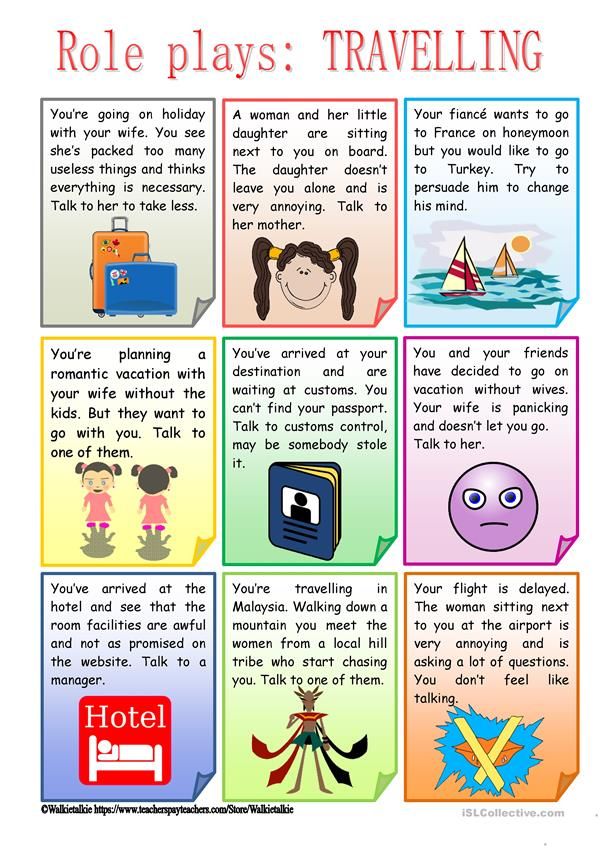 Role plays: TRAVELLING
You're going on holiday
with your wife. You see
she's packed too many
useless things and thinks
everything is necessary.
Talk to her to take less.
A woman and her little
daughter are sitting
next to you on board.
The daughter doesn't
leave you alone and is
very annoying. Talk to
her mother.
Your fiancé wants to go
to France on honeymoon
but you would like to go
to Turkey. Try to
persuade him to change
his mind.
You're planning a
romantic vacation with
your wife without the
kids. But they want to
go with you. Talk to
one of them.
You've arrived at your
destination and are
waiting at customs. You
can't find your passport.
Talk to customs control,
may be somebody stole
it.
You and your friends
have decided to go on
vacation without wives.
Your wife is panicking
and doesn't let you go.
Talk to her.
You've arrived at the
hotel and see that the
room facilities are awful
and not as promised on
the website. Talk to a
manager.
Hotel
You're travelling in
Malaysia. Walking down a
mountain you meet the
women from a local hill
tribe who start chasing
you. Talk to one of them.
Your flight is delayed.
The woman sitting next
to you at the airport is
very annoying and is
asking a lot of questions.
You don't feel like
talking.
©Walkietalkie https://www.teacherspayteachers.com/Store/Walkietalkie
iSLCollective.com